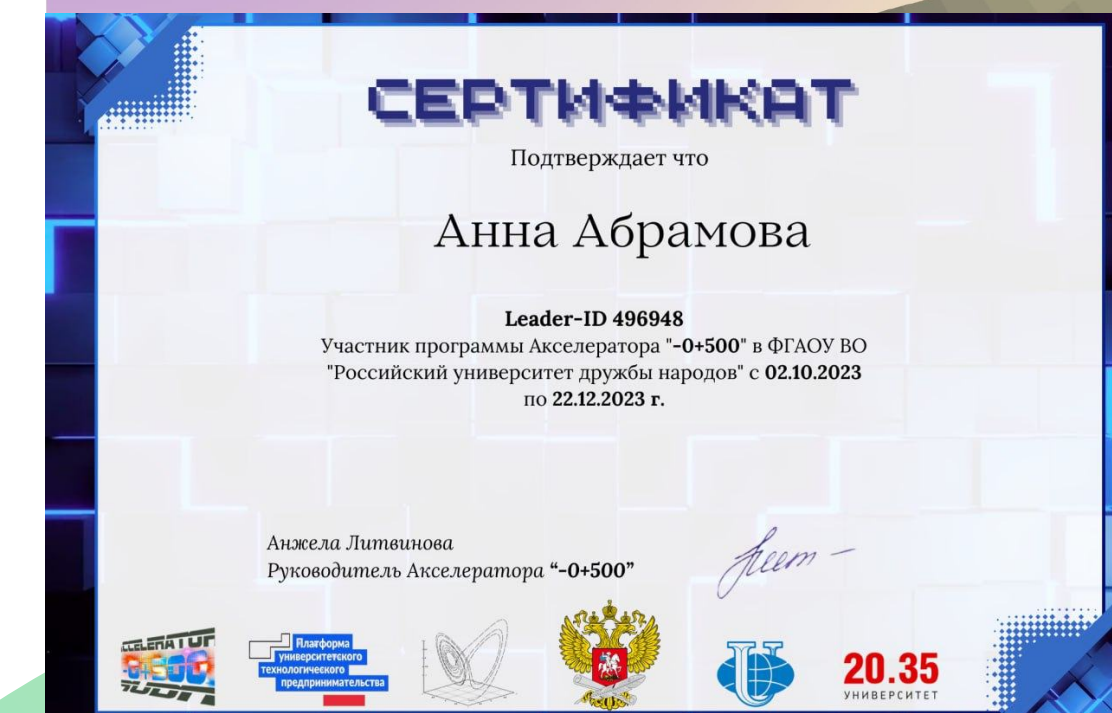 СЕРТИФИКАТ
Подтверждает что
Анна Абрамова
Leader-ID 496948
Участник программы Акселератора "-0+500" в ФГАОУ ВО
"Российский университет дружбы народов" с 02.10.2023
по 22.12.2023 г.
Анжела Литвинова
Руководитель Акселератора “-0+500”
-0+500
Платформа
университетского
технологического
предпринимательства
20.35
УНИВЕРСИТЕТ